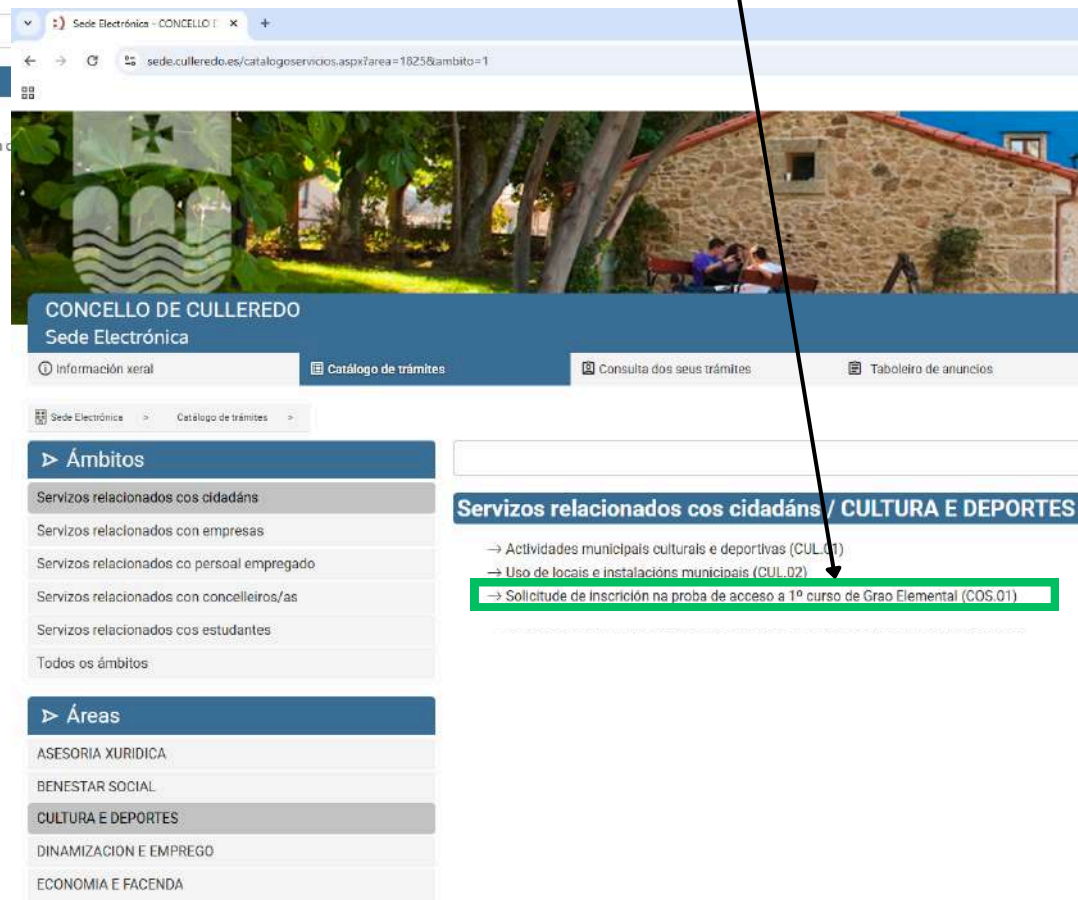 Sede Electrónica - CONCELLO D
sede.culleredo.es/catalogoservicios.aspx?area=1825&ambito=1
CONCELLO DE CULLEREDO
Sede Electrónica
Información xeral
Catálogo de trámites
Consulta dos seus trámites
Taboleiro de anuncios
Sede Electrónica > Catálogo de trámites >
Ámbitos
Servizos relacionados cos cidadáns
Servizos relacionados con empresas
Servizos relacionados co persoal empregado
Servizos relacionados con concelleiros/as
Servizos relacionados cos estudantes
Todos os ámbitos
Áreas
ASESORIA XURIDICA
BENESTAR SOCIAL
CULTURA E DEPORTES
DINAMIZACION E EMPREGO
ECONOMIA E FACENDA
Servizos relacionados cos cidadáns / CULTURA E DEPORTES
→ Actividades municipais culturais e deportivas (CUL.01)
→ Uso de locais e instalacións municipais (CUL.02)
→ Solicitude de inscrición na proba de acceso a 1º curso de Grao Elemental (COS.01)